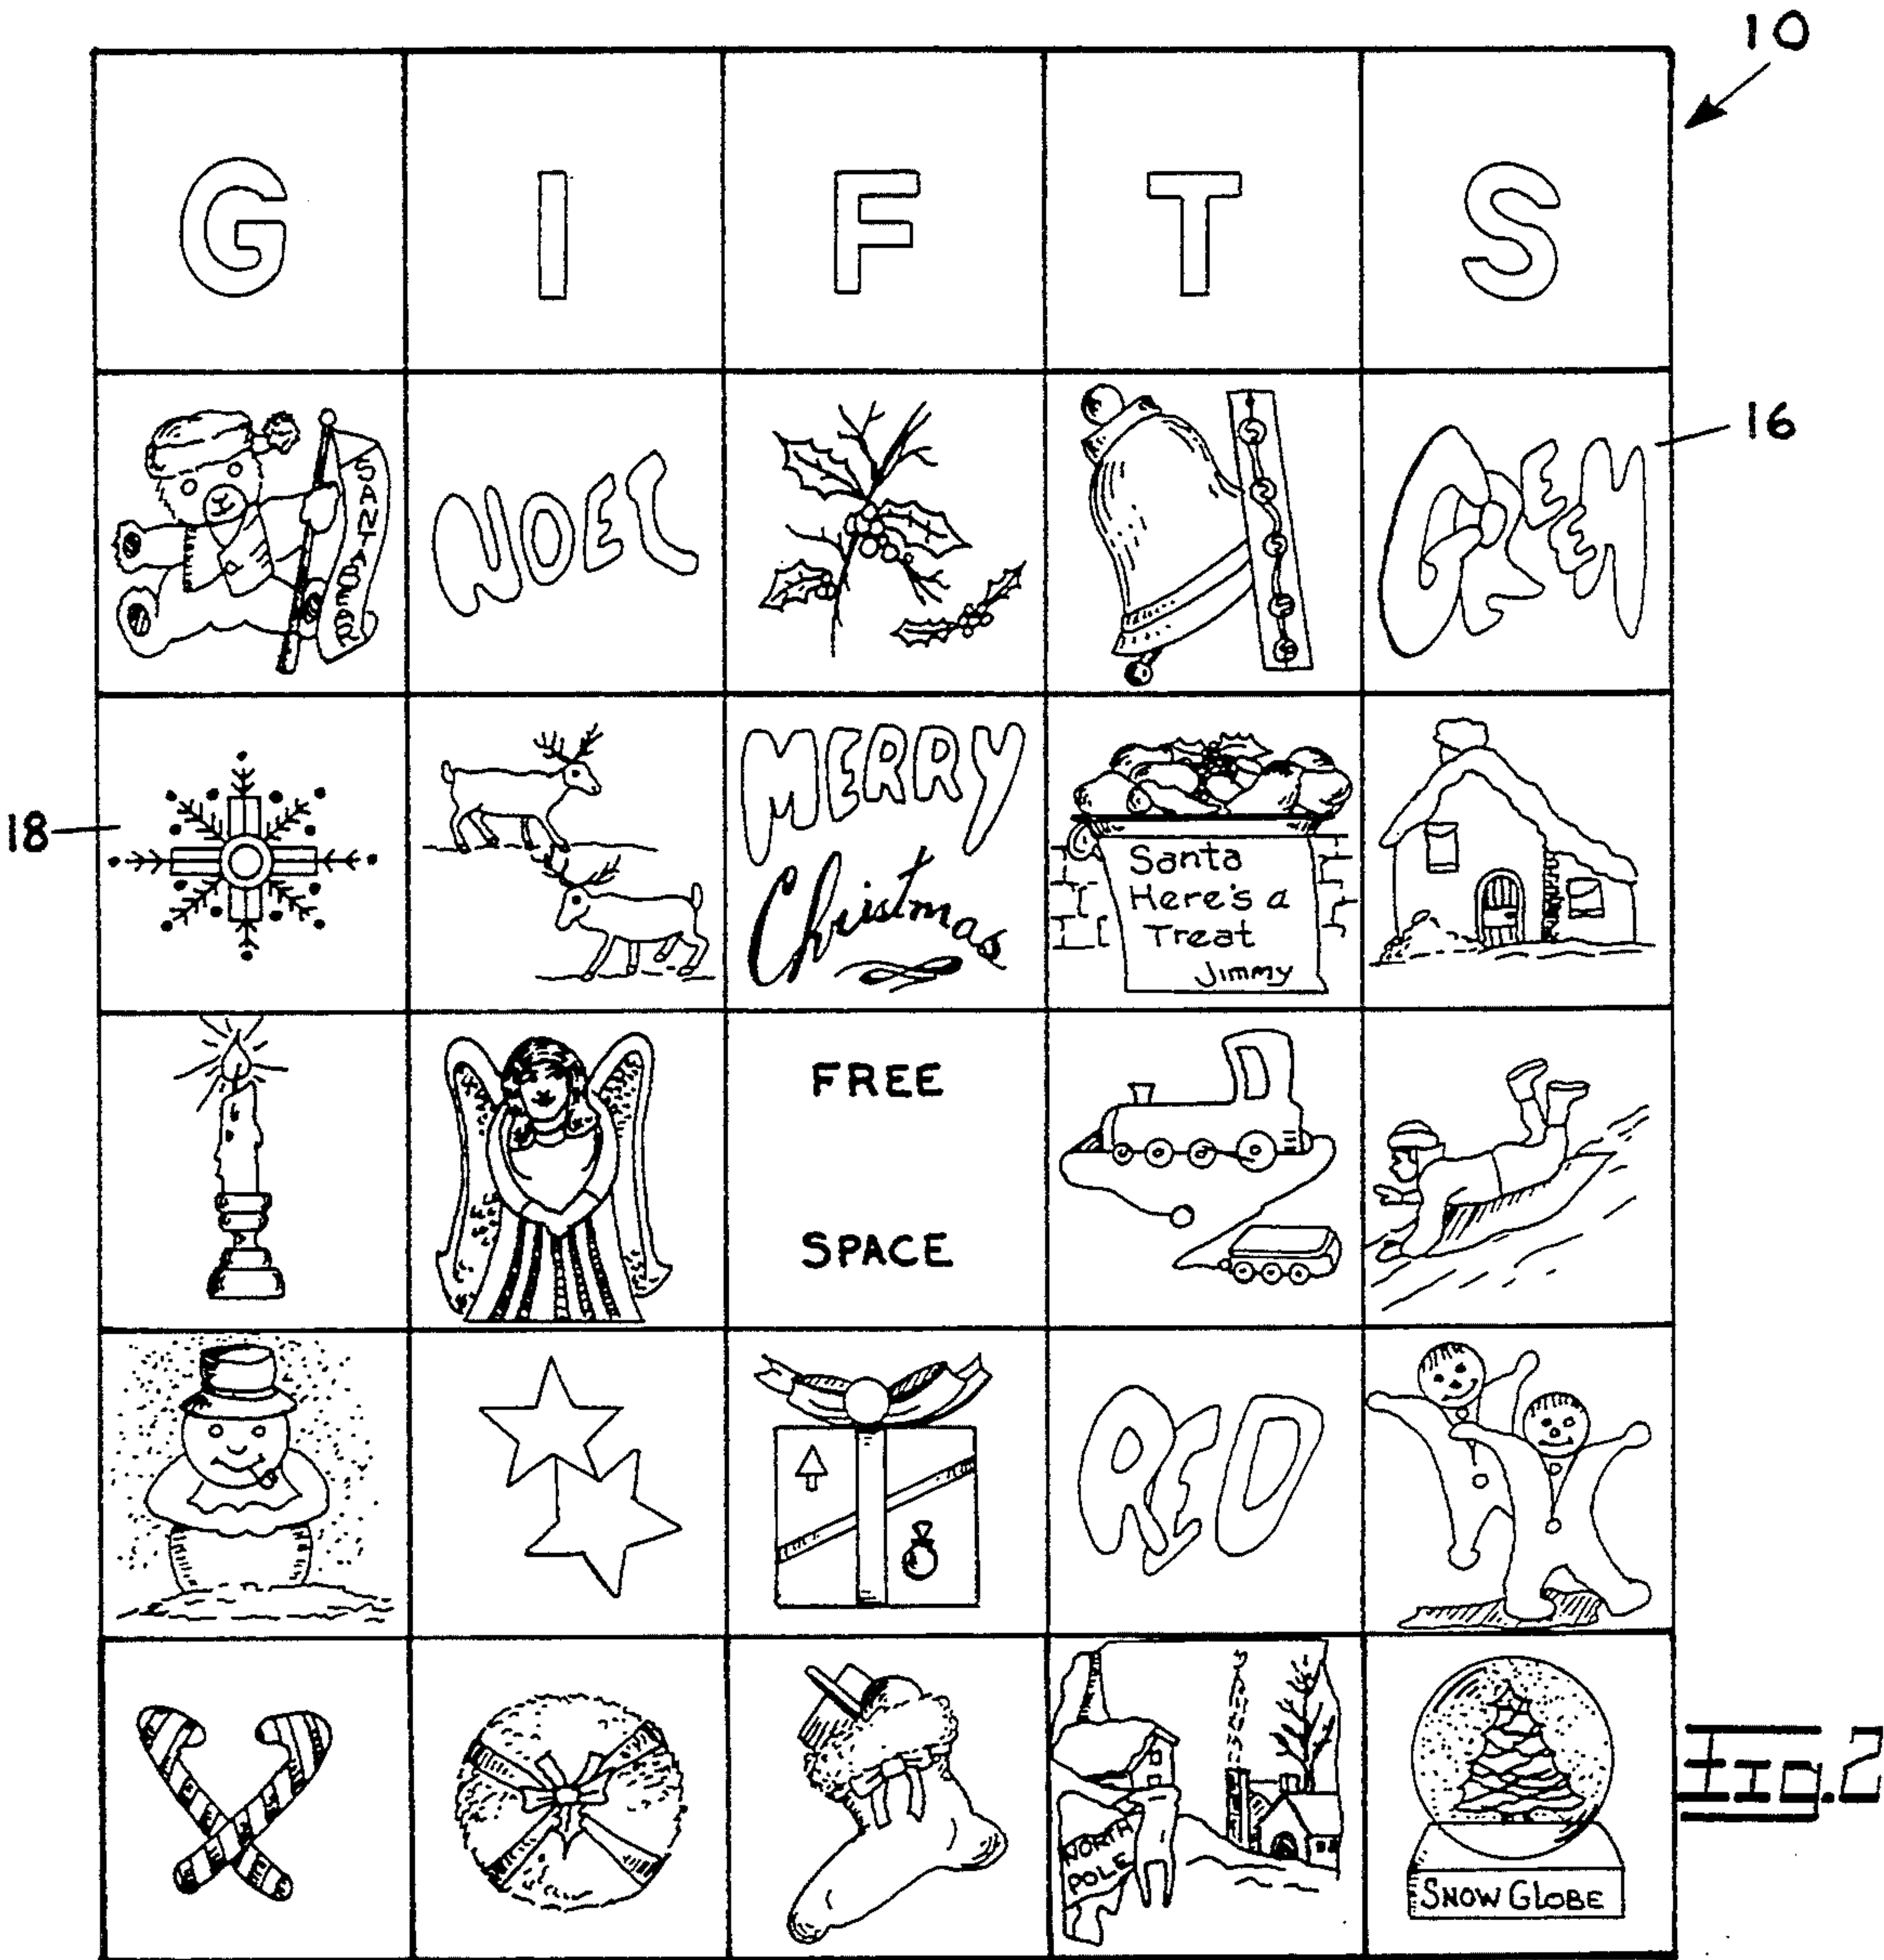 10
G I F T S
SANTA BEAR
NOEL
GREEN
16
18
MERRY
Christmas
Santa
Here's a
Treat
Jimmy
FREE
SPACE
RED
NORTH
POLE
SNOW GLOBE
Fig.2